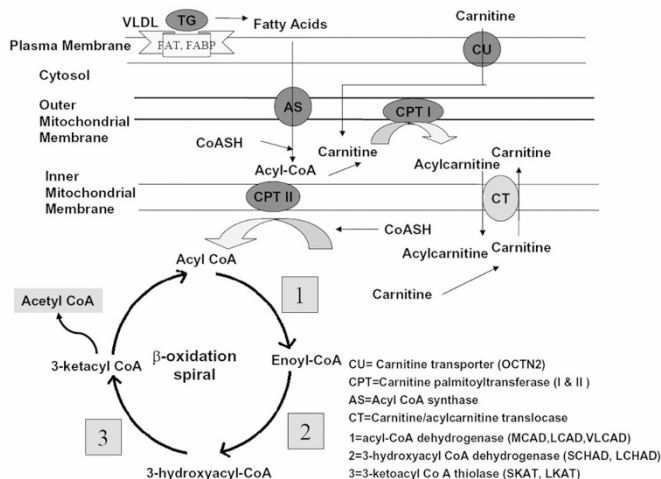 VLDL TG Fatty Acids Carnitine
Plasma Membrane FAT, FABP CU
Cytosol
Outer
Mitochondrial
Membrane
AS CPT I
CoASH
Acyl-CoA Carnitine
Acylcarnitine Carnitine
Inner
Mitochondrial
Membrane
CPT II CT
CoASH
Acylcarnitine Carnitine
Carnitine
Acyl CoA
1
Acetyl CoA
3-ketacyl CoA
β-oxidation
spiral
Enoyl-CoA
3
2
3-hydroxyacyl-CoA
CU= Carnitine transporter (OCTN2)
CPT=Carnitine palmitoyltransferase (I & II )
AS=Acyl CoA synthase
CT=Carnitine/acylcarnitine translocase
1=acyl-CoA dehydrogenase (MCAD,LCAD,VLCAD)
2=3-hydroxyacyl CoA dehydrogenase (SCHAD, LCHAD)
3=3-ketoacyl Co A thiolase (SKAT, LKAT)